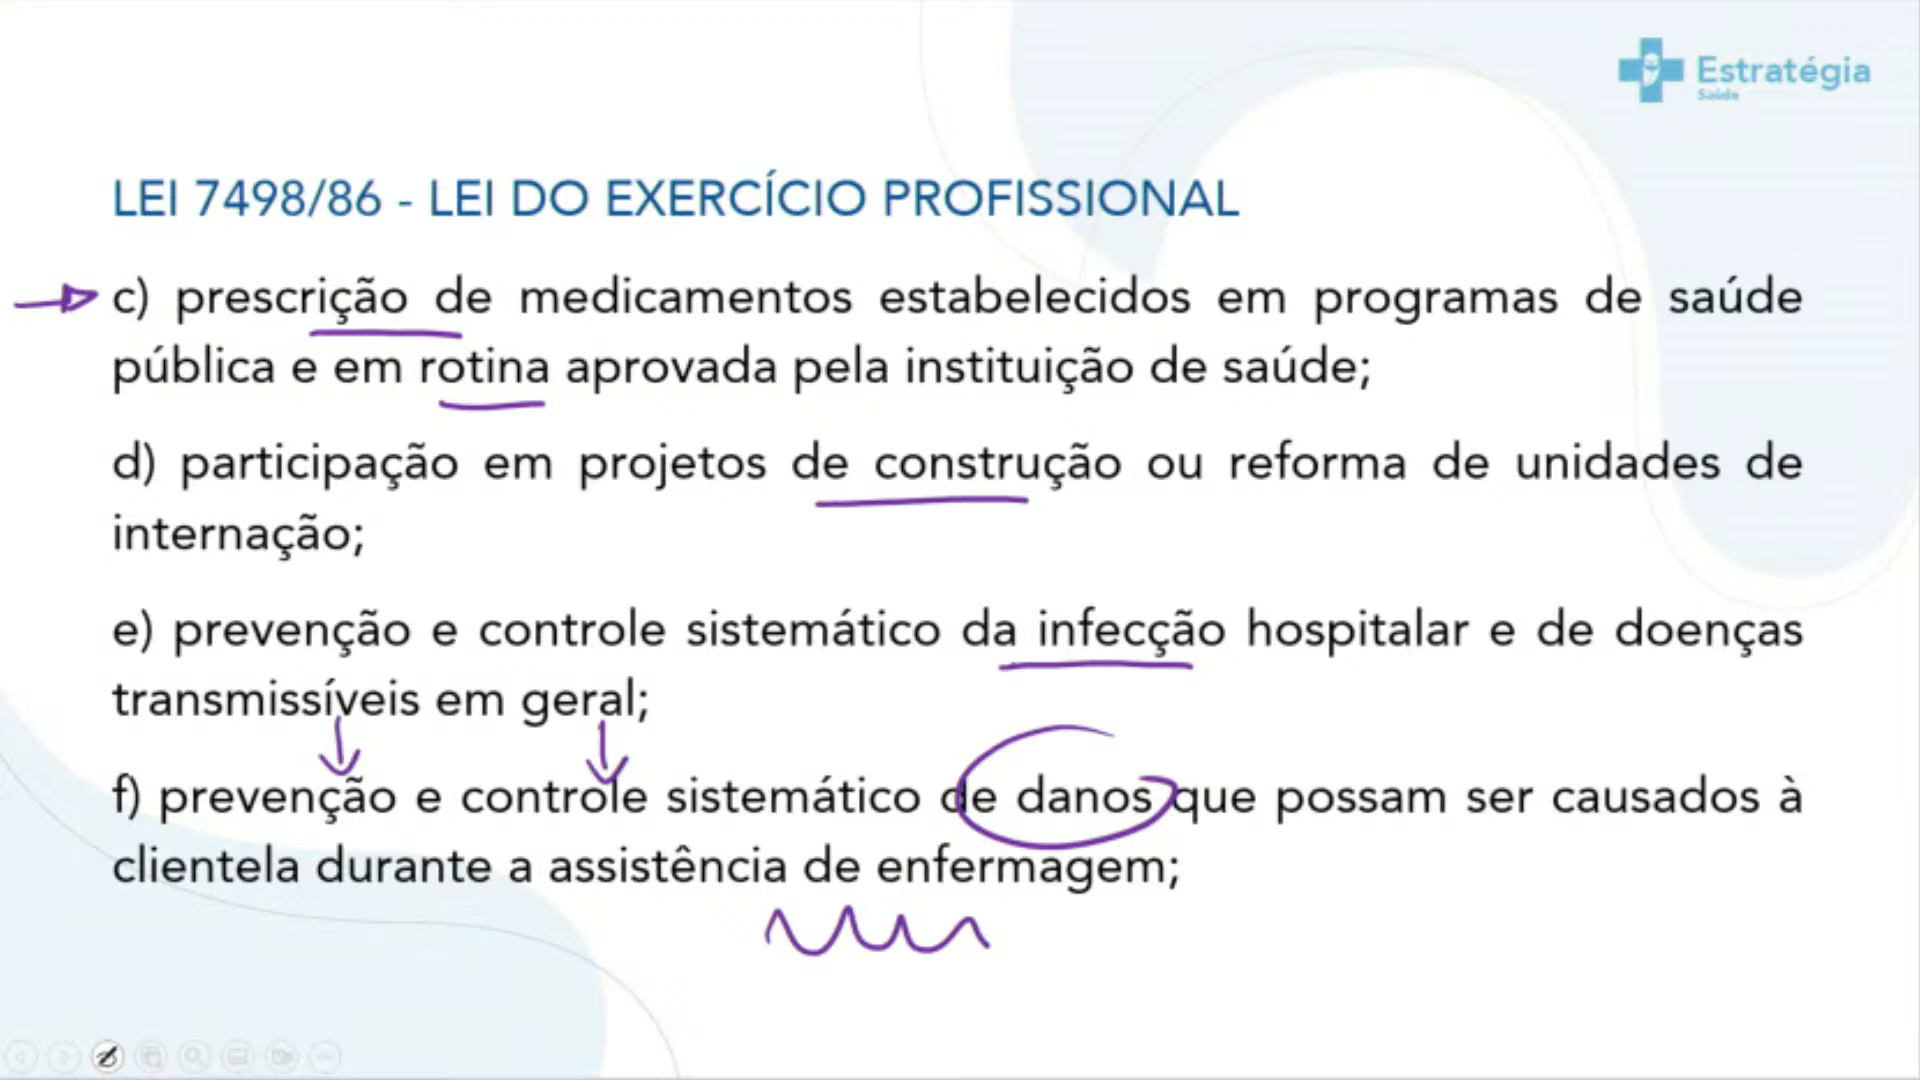 Estratégia
Saúde
LEI 7498/86 - LEI DO EXERCÍCIO PROFISSIONAL
c) prescrição de medicamentos estabelecidos em programas de saúde
pública e em rotina aprovada pela instituição de saúde;
d) participação em projetos de construção ou reforma de unidades de
internação;
e) prevenção e controle sistemático da infecção hospitalar e de doenças
transmissíveis em geral;
f) prevenção e controle sistemático de danos que possam ser causados à
clientela durante a assistência de enfermagem;